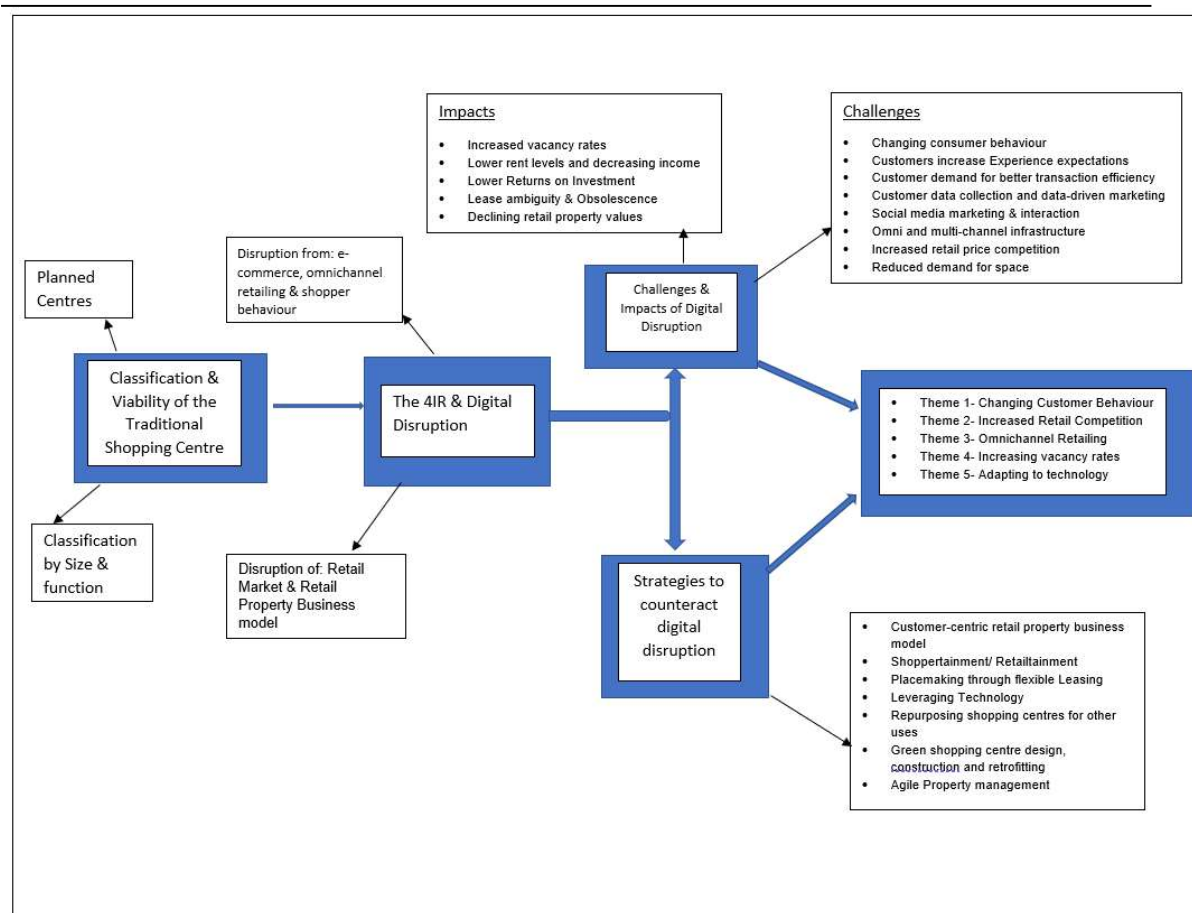 Impacts
• Increased vacancy rates
• Lower rent levels and decreasing income
• Lower Returns on Investment
• Lease ambiguity & Obsolescence
• Declining retail property values
Challenges
• Changing consumer behaviour
• Customers increase Experience expectations
• Customer demand for better transaction efficiency
• Customer data collection and data-driven marketing
• Social media marketing & interaction
• Omni and multi-channel infrastructure
• Increased retail price competition
• Reduced demand for space
Planned
Centres
Disruption from: e-
commerce, omnichannel
retailing & shopper
behaviour
Challenges &
Impacts of Digital
Disruption
Classification &
Viability of the
Traditional
Shopping Centre
The 4IR & Digital
Disruption
• Theme 1- Changing Customer Behaviour
• Theme 2- Increased Retail Competition
• Theme 3- Omnichannel Retailing
• Theme 4- Increasing vacancy rates
• Theme 5- Adapting to technology
Classification
by Size &
function
Disruption of: Retail
Market & Retail
Property Business
model
Strategies to
counteract
digital
disruption
• Customer-centric retail property business
model
• Shoppertainment/ Retailtainment
• Placemaking through flexible Leasing
• Leveraging Technology
• Repurposing shopping centres for other
uses
• Green shopping centre design,
construction and retrofitting
• Agile Property management